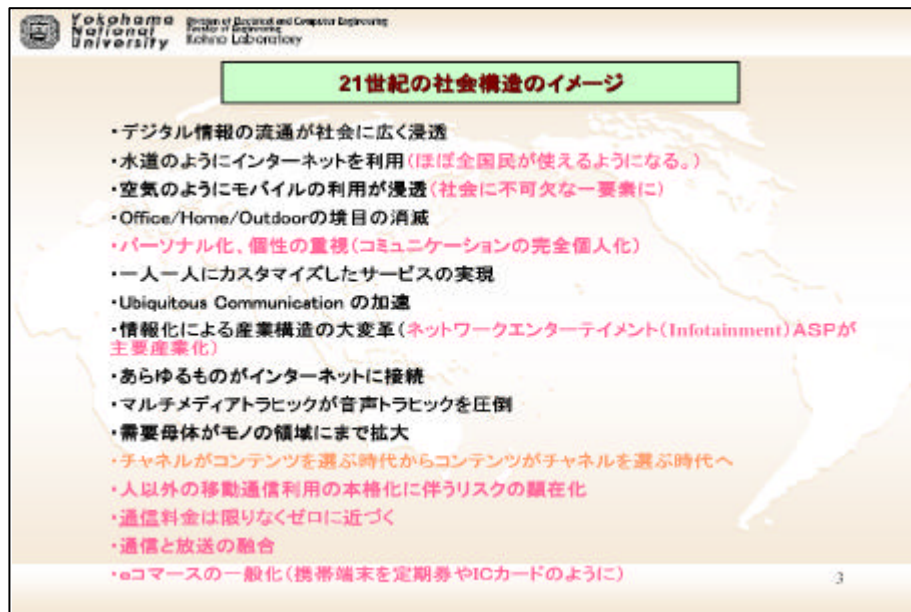 Yokohama National University
Division of Electrical and Computer Engineering
Faculty of Engineering
Kohno Laboratory
21世紀の社会構造のイメージ
・デジタル情報の流通が社会に広く浸透
・水道のようにインターネットを利用(ほぼ全国民が使えるようになる。)
・空気のようにモバイルの利用が浸透(社会に不可欠な一要素に)
・Office/Home/Outdoorの境目の消滅
・パーソナル化、個性の重視(コミュニケーションの完全個人化)
・一人一人にカスタマイズしたサービスの実現
・Ubiquitous Communication の加速
・情報化による産業構造の大変革(ネットワークエンターテイメント(Infotainment)ASPが
主要産業化)
・あらゆるものがインターネットに接続
・マルチメディアトラヒックが音声トラヒックを圧倒
・需要母体がモノの領域にまで拡大
・チャネルがコンテンツを選ぶ時代からコンテンツがチャネルを選ぶ時代へ
・人以外の移動通信利用の本格化に伴うリスクの顕在化
・通信料金は限りなくゼロに近づく
・通信と放送の融合
・eコマースの一般化(携帯端末を定期券やICカードのように)
3